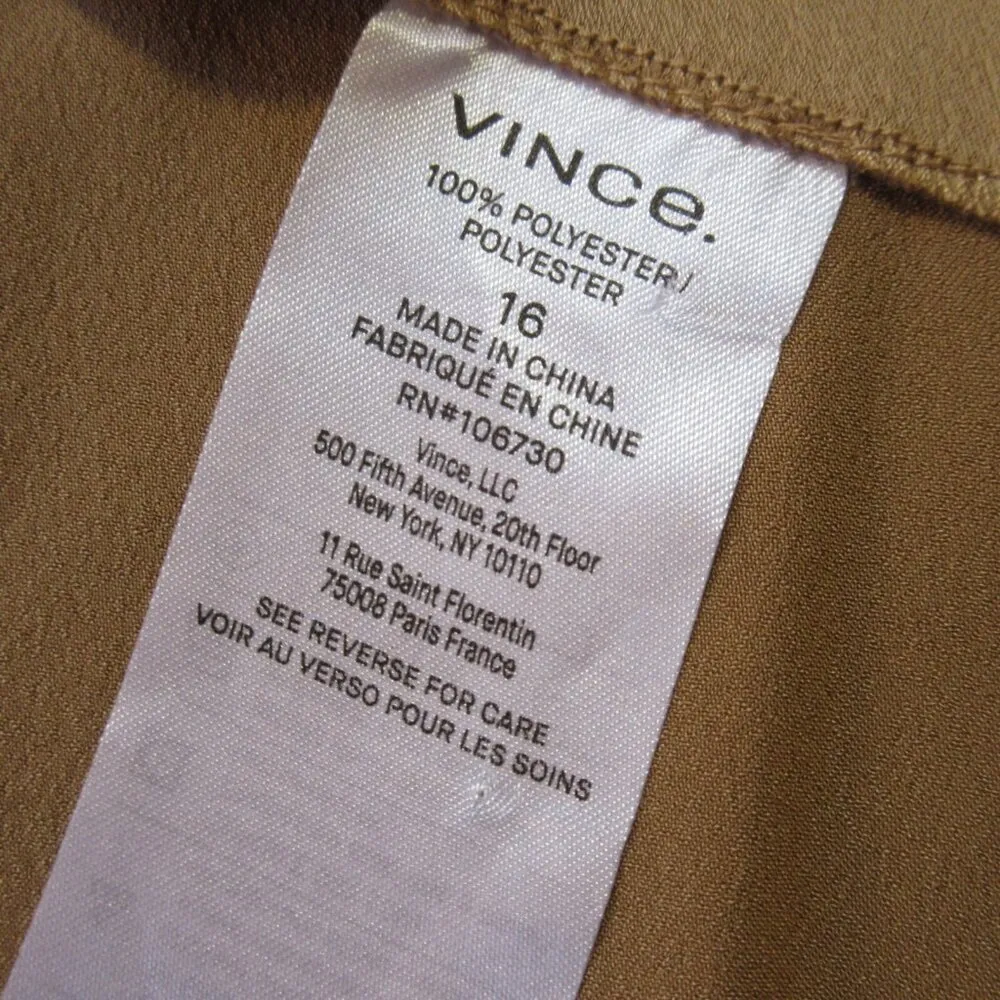 VINCE.
100% POLYESTER/
POLYESTER
16
MADE IN CHINA
FABRIQUÉ EN CHINE
RN#106730
Vince, LLC
500 Fifth Avenue, 20th Floor
New York, NY 10110
11 Rue Saint Florentin
75008 Paris France
SEE REVERSE FOR CARE
VOIR AU VERSO POUR LES SOINS